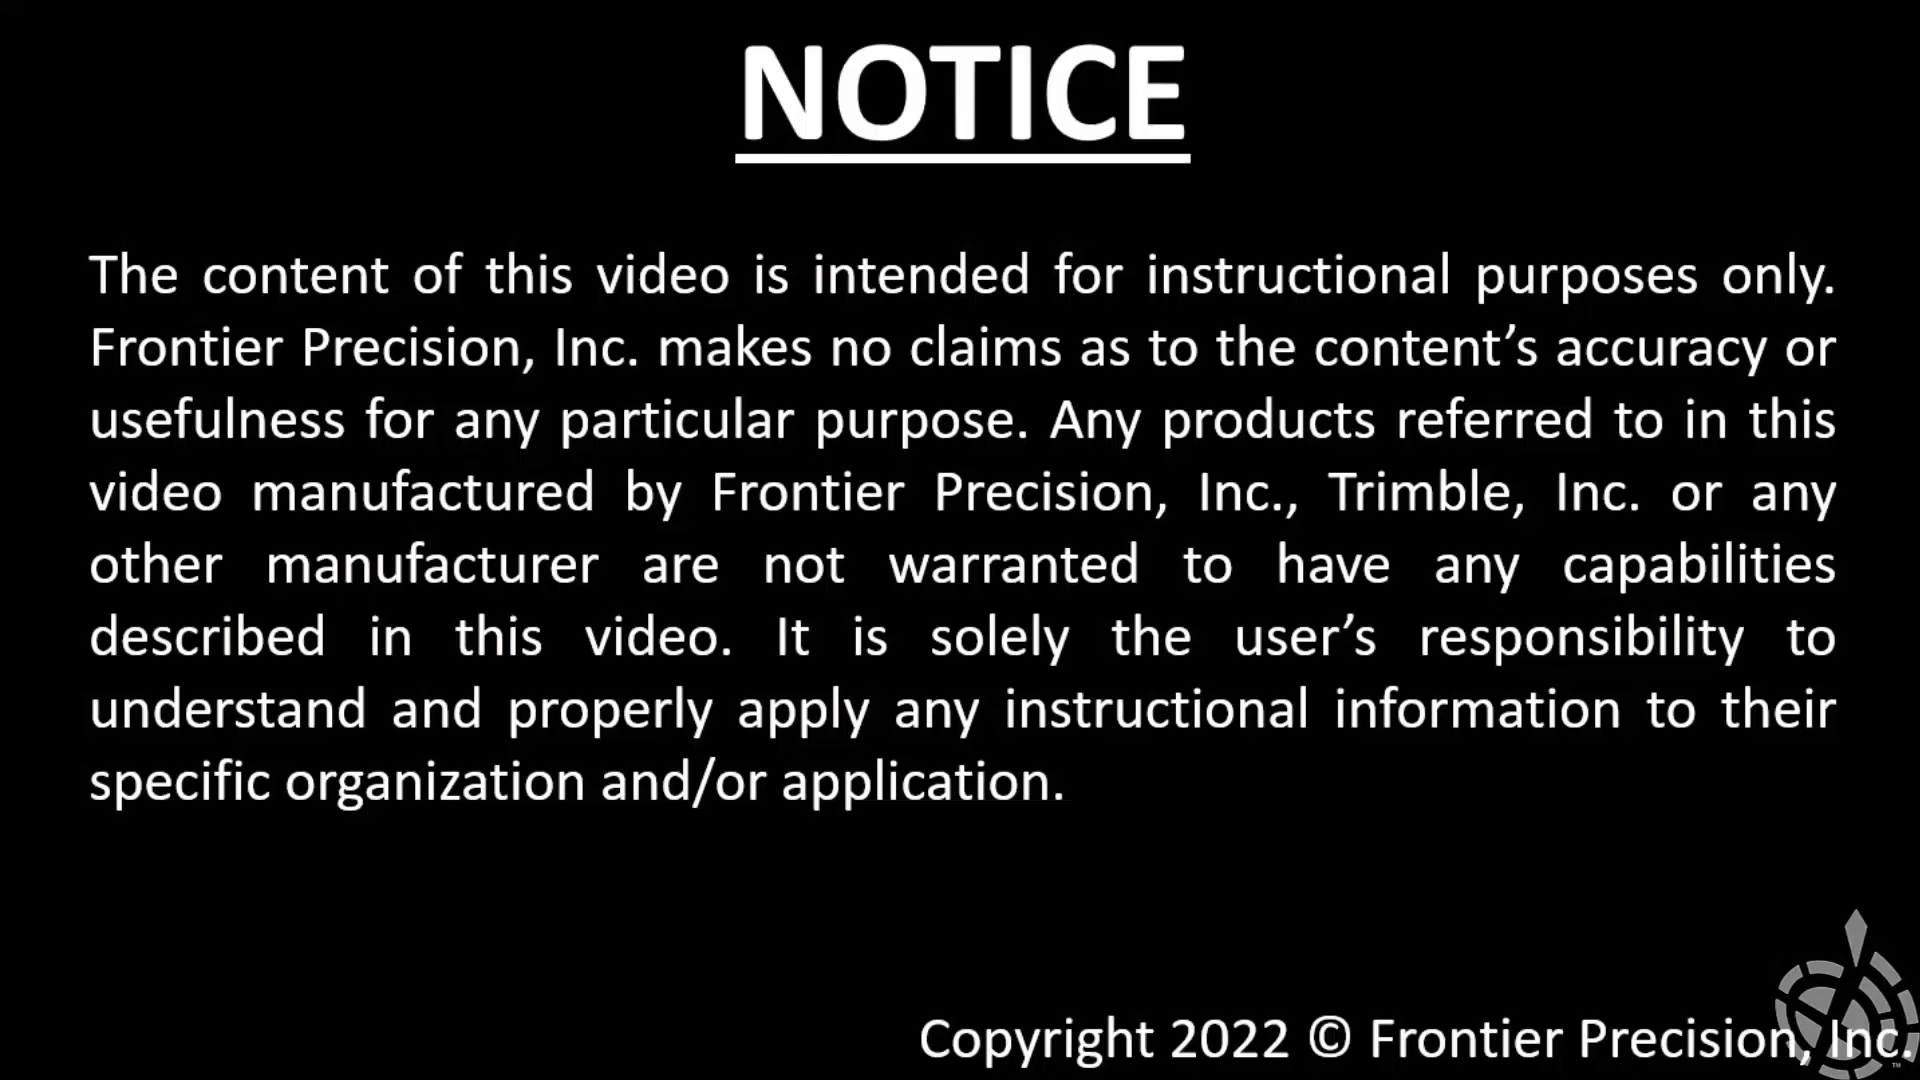 NOTICE
The content of this video is intended for instructional purposes only.
Frontier Precision, Inc. makes no claims as to the content’s accuracy or
usefulness for any particular purpose. Any products referred to in this
video manufactured by Frontier Precision, Inc., Trimble, Inc. or any
other manufacturer are not warranted to have any capabilities
described in this video. It is solely the user’s responsibility to
understand and properly apply any instructional information to their
specific organization and/or application.
Copyright 2022 © Frontier Precision, Inc.
™